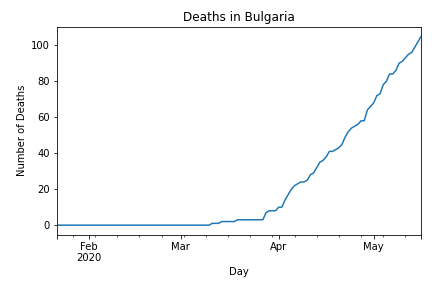 Deaths in Bulgaria
Number of Deaths
100
80
60
40
20
0
Feb
2020
Mar
Apr
May
Day